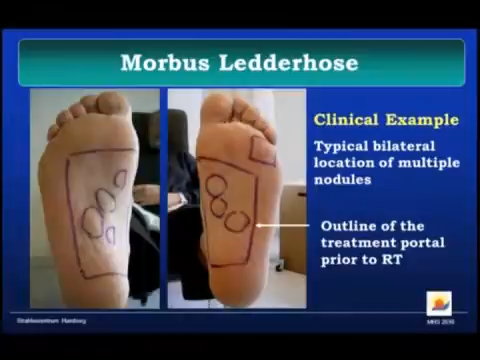 Morbus Ledderhose
Clinical Example
Typical bilateral
location of multiple
nodules
Outline of the
treatment portal
prior to RT